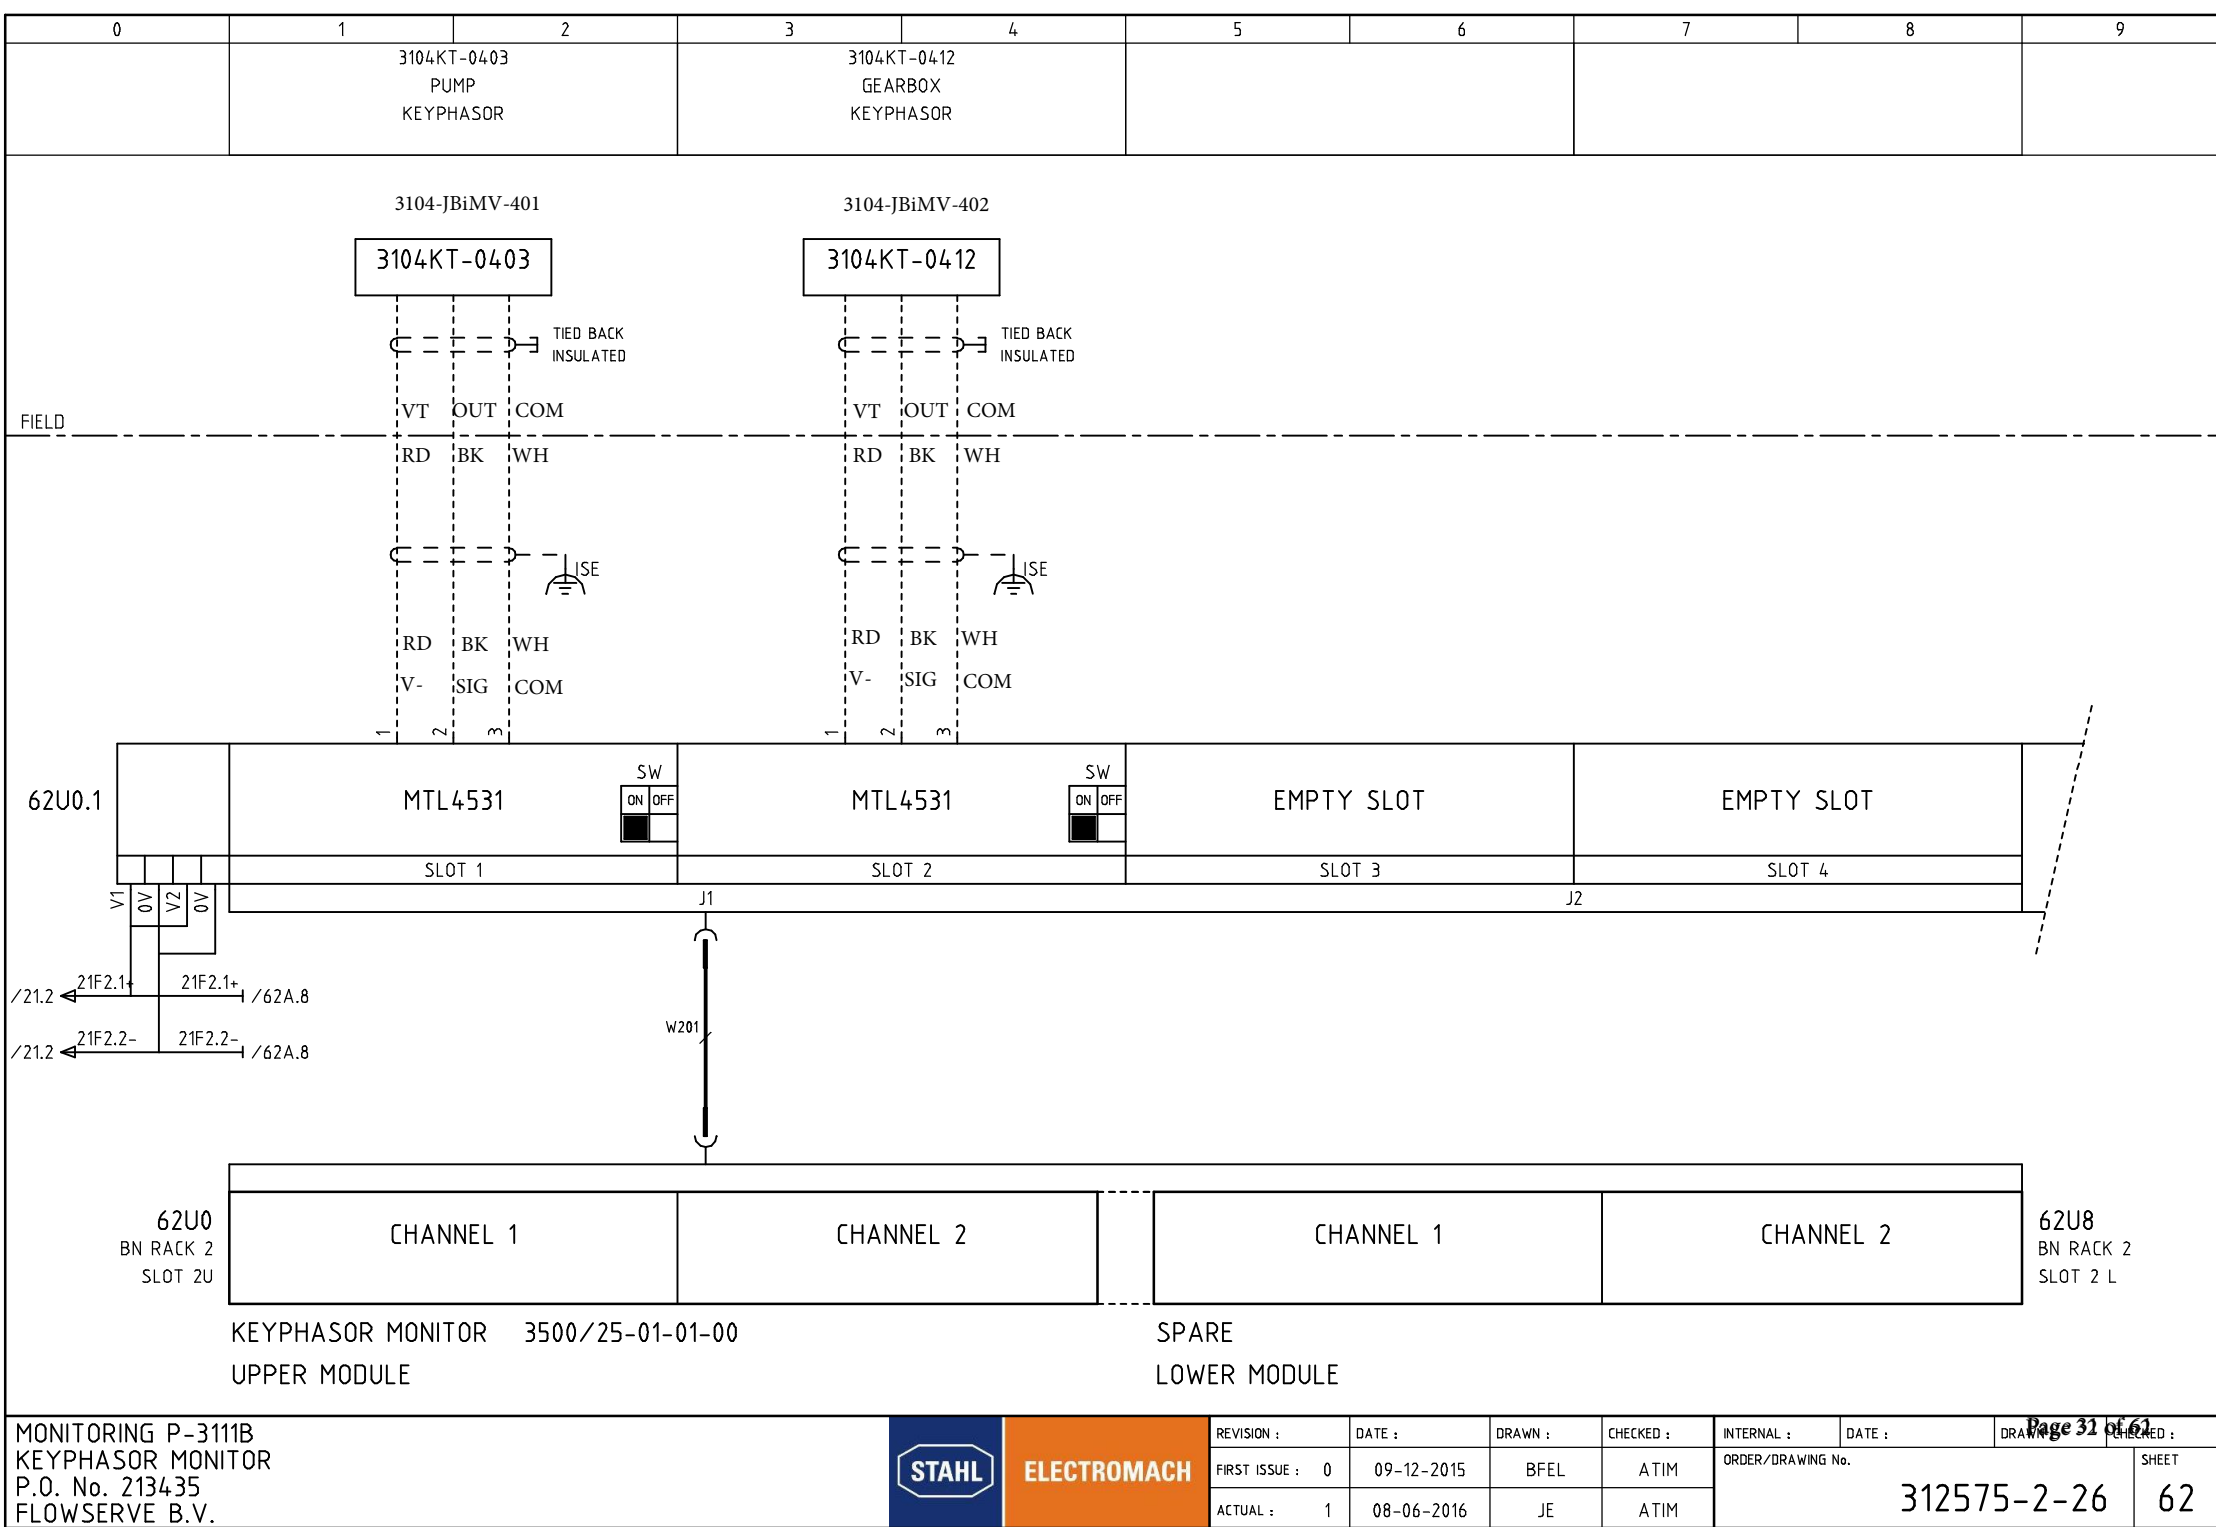 0 1 2 3 4 5 6 7 8 9
3104KT-0403 3104KT-0412
PUMP GEARBOX
KEYPHASOR KEYPHASOR
3104-JBiMV-401 3104-JBiMV-402
3104KT-0403 3104KT-0412
TIED BACK TIED BACK
INSULATED INSULATED
VT OUT COM VT OUT COM
FIELD
RD BK WH RD BK WH
ISE ISE
RD BK WH RD BK WH
V- SIG COM V- SIG COM
1 2 3 1 2 3
SW SW
62U0.1 MTL4531 ON OFF MTL4531 ON OFF EMPTY SLOT EMPTY SLOT
SLOT 1 SLOT 2 SLOT 3 SLOT 4
V1 0V V2 0V J1 J2
/21.2 21F2.1+ 21F2.1+ /62A.8
W201
/21.2 21F2.2- 21F2.2- /62A.8
62U0 CHANNEL 1 CHANNEL 2 CHANNEL 1 CHANNEL 2 62U8
BN RACK 2 BN RACK 2
SLOT 2U SLOT 2 L
KEYPHASOR MONITOR 3500/25-01-01-00 SPARE
UPPER MODULE LOWER MODULE
MONITORING P-3111B
KEYPHASOR MONITOR
P.O. No. 213435
FLOWSERVE B.V.
STAHL ELECTROMACH
REVISION : DATE : DRAWN : CHECKED : INTERNAL : DATE :
FIRST ISSUE : 0 09-12-2015 BFEL ATIM
ACTUAL : 1 08-06-2016 JE ATIM
ORDER/DRAWING No. SHEET
312575-2-26 62